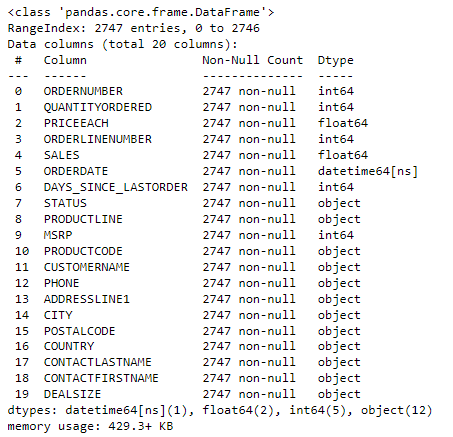 <class 'pandas.core.frame.DataFrame'>
RangeIndex: 2747 entries, 0 to 2746
Data columns (total 20 columns):
 #   Column              Non-Null Count  Dtype
---  ------              --------------  -----
 0   ORDERNUMBER         2747 non-null   int64
 1   QUANTITYORDERED     2747 non-null   int64
 2   PRICEEACH           2747 non-null   float64
 3   ORDERLINENUMBER     2747 non-null   int64
 4   SALES               2747 non-null   float64
 5   ORDERDATE           2747 non-null   datetime64[ns]
 6   DAYS_SINCE_LASTORDER  2747 non-null   int64
 7   STATUS              2747 non-null   object
 8   PRODUCTLINE         2747 non-null   object
 9   MSRP                2747 non-null   int64
 10  PRODUCTCODE         2747 non-null   object
 11  CUSTOMERNAME        2747 non-null   object
 12  PHONE               2747 non-null   object
 13  ADDRESSLINE1        2747 non-null   object
 14  CITY                2747 non-null   object
 15  POSTALCODE          2747 non-null   object
 16  COUNTRY             2747 non-null   object
 17  CONTACTLASTNAME     2747 non-null   object
 18  CONTACTFIRSTNAME    2747 non-null   object
 19  DEALSIZE            2747 non-null   object
dtypes: datetime64[ns](1), float64(2), int64(5), object(12)
memory usage: 429.3+ KB